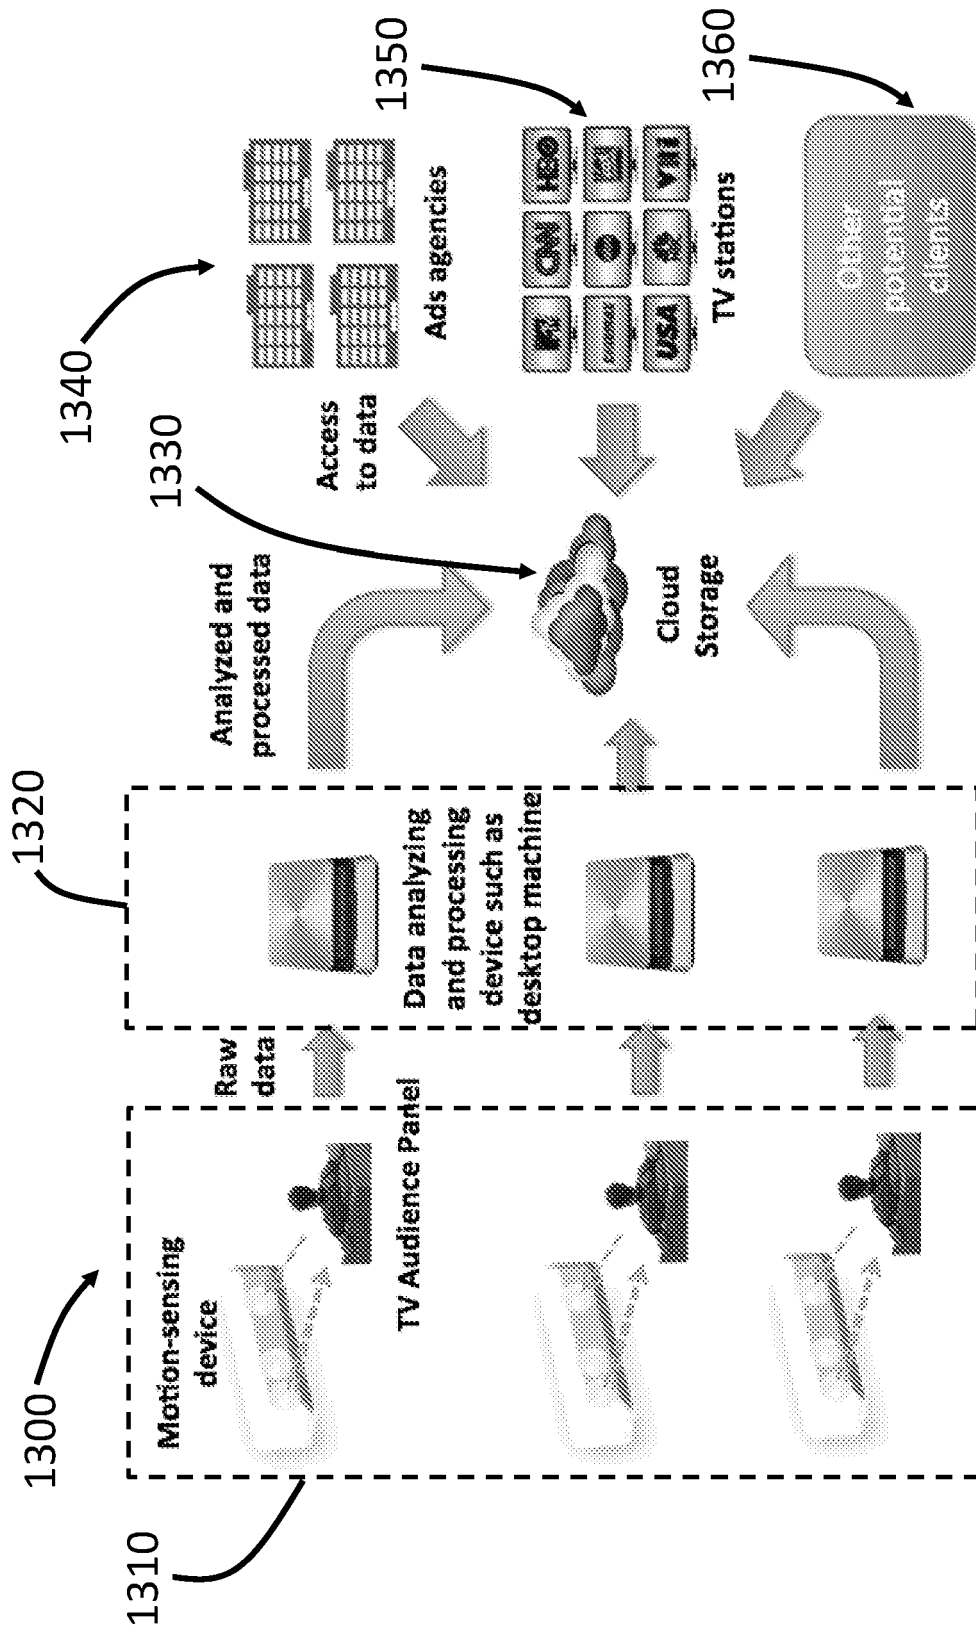 1300
1310
Motion-sensing
device
TV Audience Panel
Raw
data
1320
Data analyzing
and processing
device such as
desktop machine
Analyzed and
processed data
1330
Cloud
Storage
Access
to data
1340
Ads agencies
1350
CNN
HBO
USA
TV stations
1360
Other
potential
clients